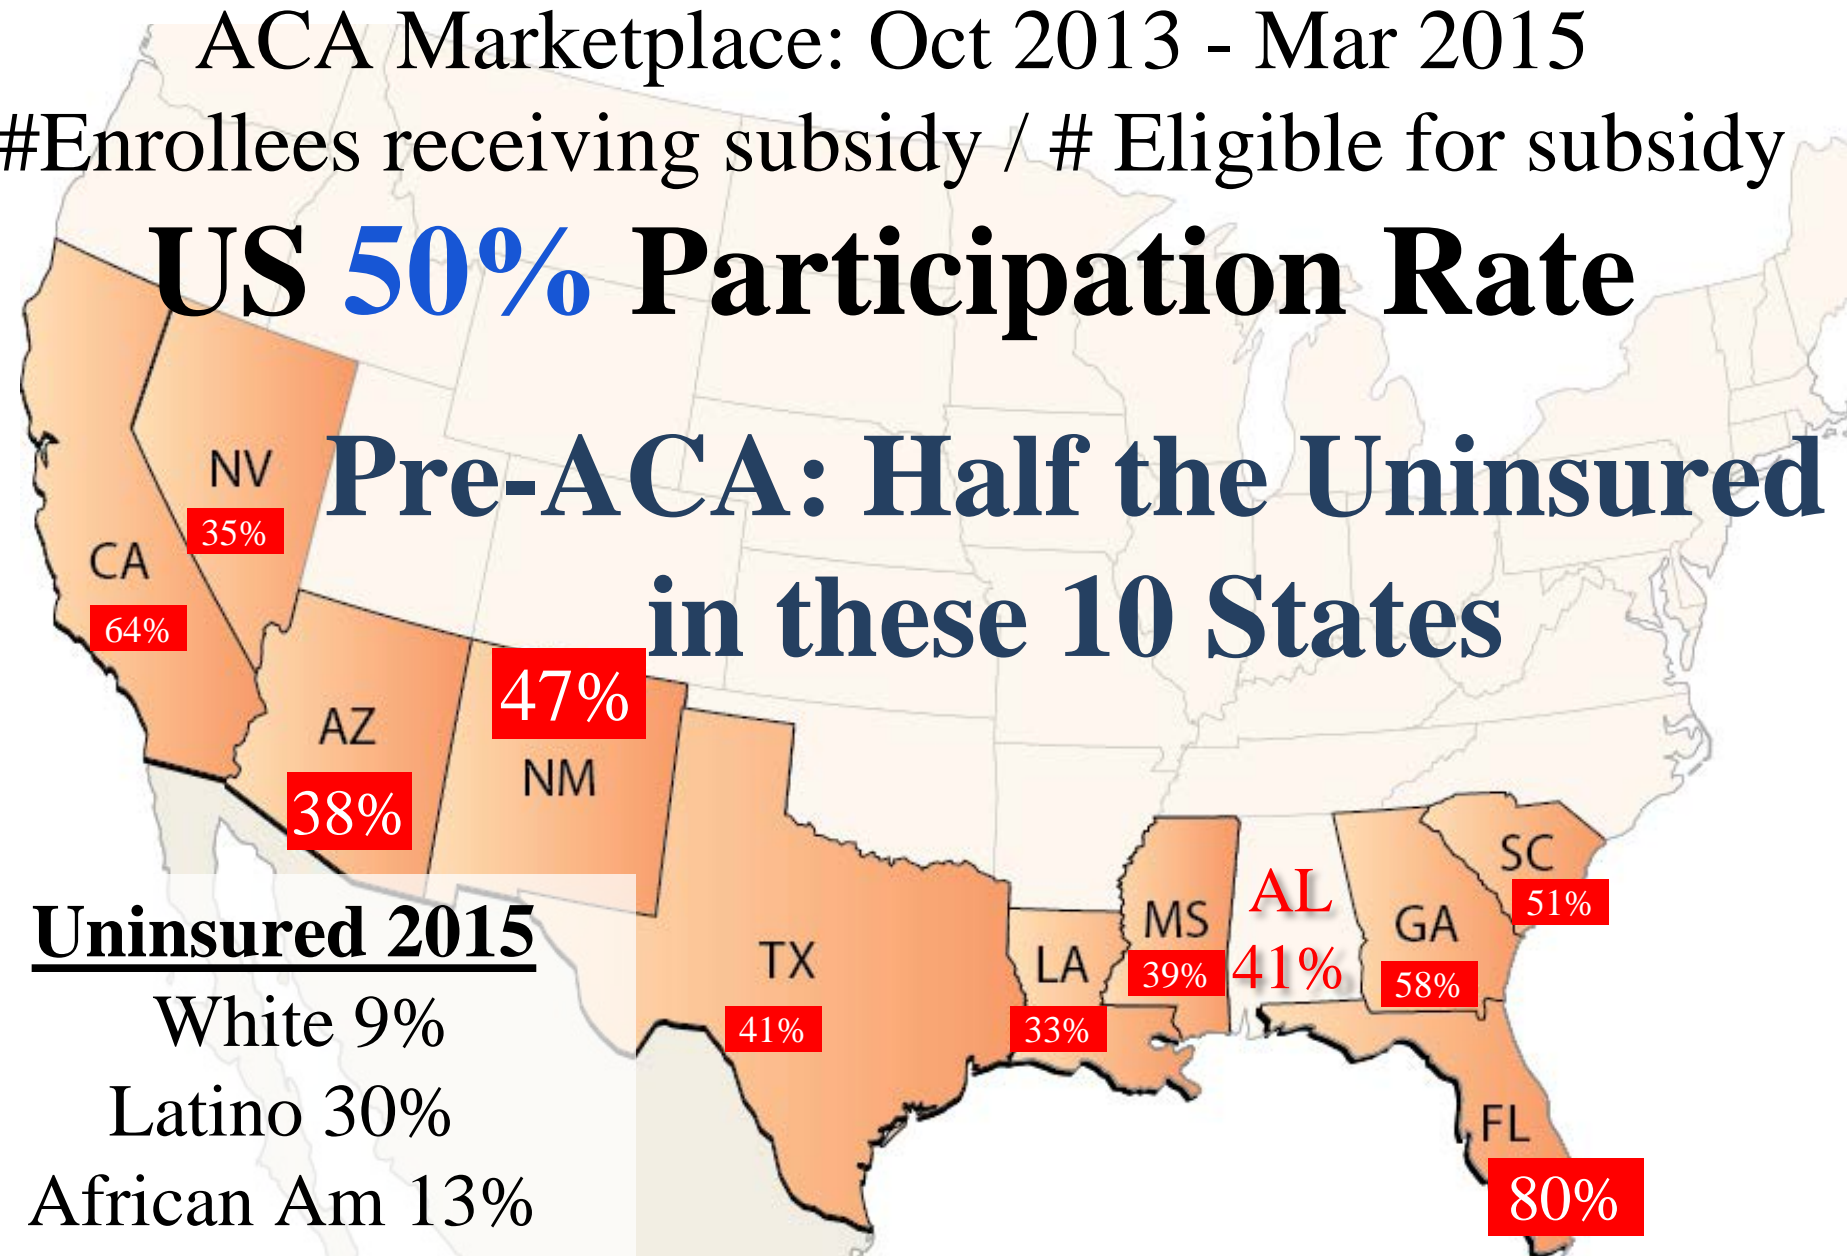 ACA Marketplace: Oct 2013 - Mar 2015
#Enrollees receiving subsidy / # Eligible for subsidy
US 50% Participation Rate
Pre-ACA: Half the Uninsured
in these 10 States
NV
35%
CA
64%
47%
AZ
NM
38%
SC
51%
AL
41%
MS
39%
GA
58%
TX
41%
LA
33%
FL
80%
Uninsured 2015
White 9%
Latino 30%
African Am 13%